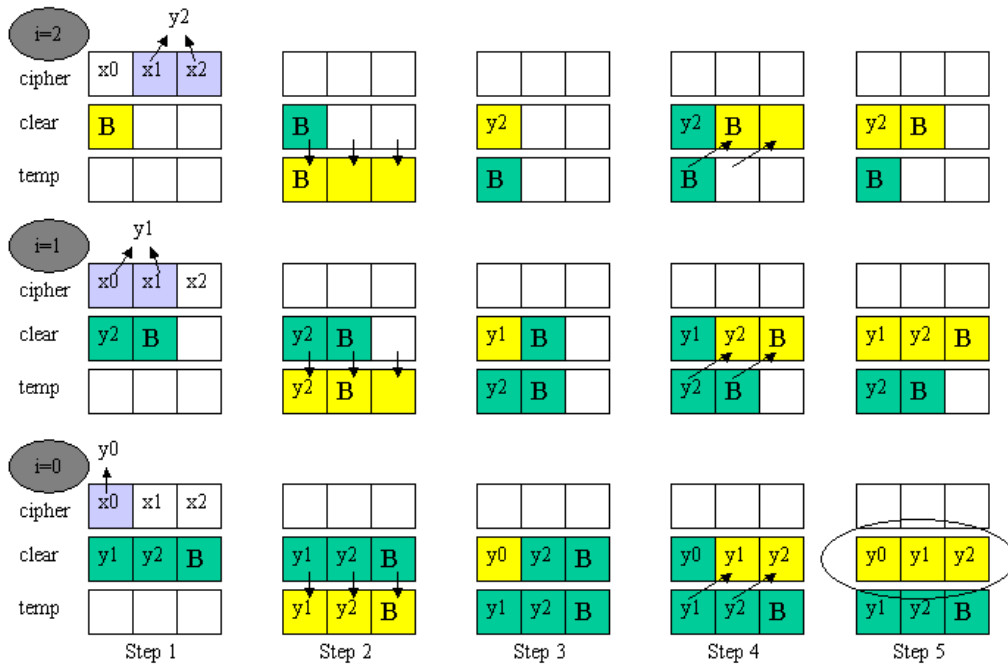 y2
i=2
x0 x1 x2
cipher
clear B B y2 y2 B y2 B
temp B B B B
y1
i=1
x0 x1 x2
cipher
clear y2 B y2 B y1 B y1 y2 B y1 y2 B
temp y2 B y2 B y2 B y2 B
y0
i=0
x0 x1 x2
cipher
clear y1 y2 B y1 y2 B y0 y2 B y0 y1 y2 y0 y1 y2
temp y1 y2 B y1 y2 B y1 y2 B y1 y2 B
Step 1 Step 2 Step 3 Step 4 Step 5